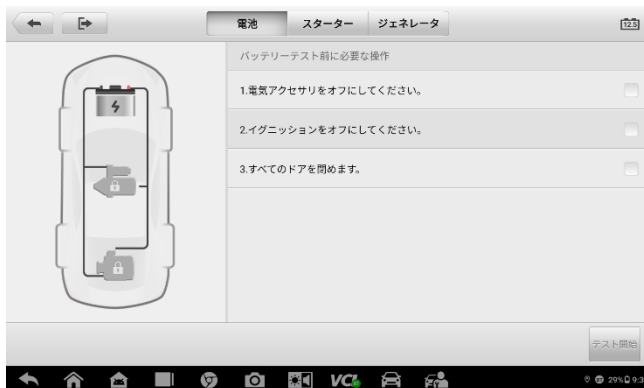 電池 スターター ジェネレータ 12.5
バッテリーテスト前に必要な操作
1.電気アクセサリをオフにしてください。
2.イグニッションをオフにしてください。
3.すべてのドアを閉めます。
テスト開始
VCI 29% 9:3